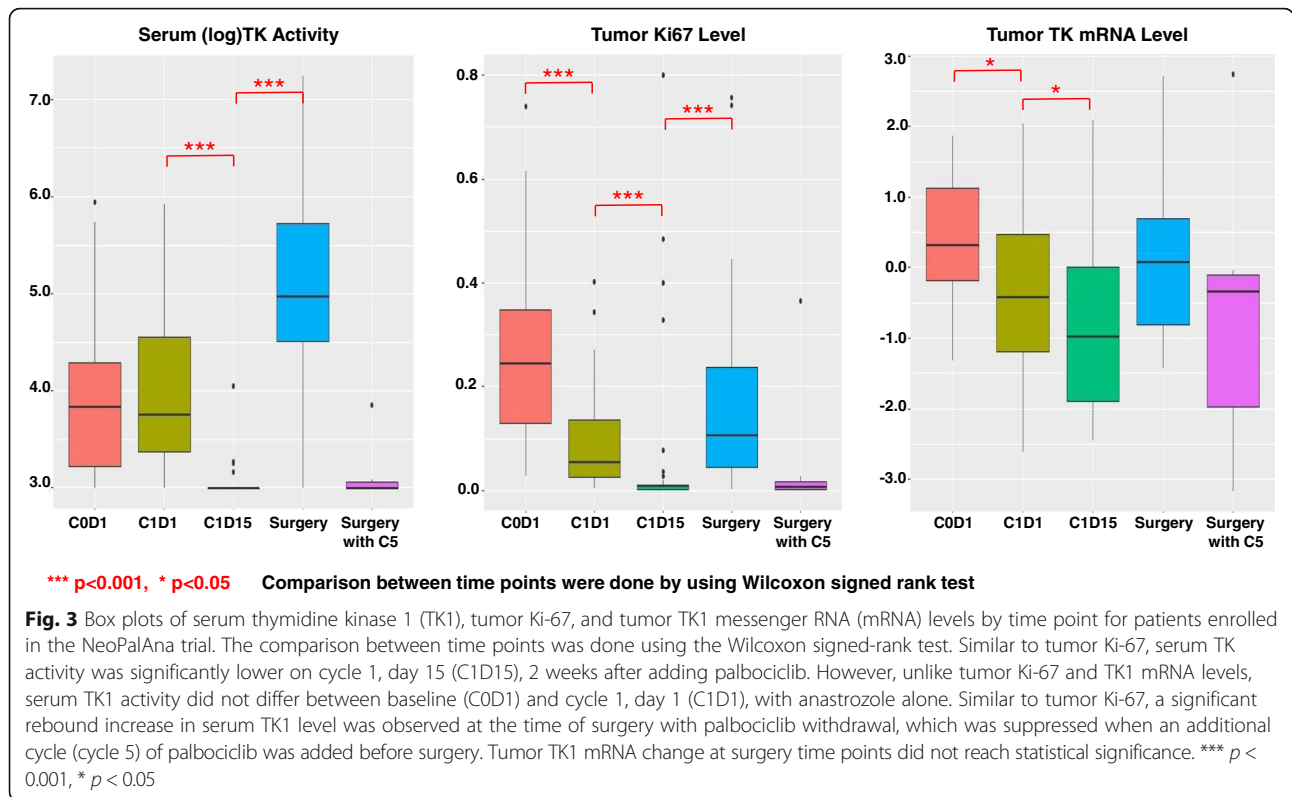 Serum (log)TK Activity
Tumor Ki67 Level
Tumor TK mRNA Level
7.0
6.0
5.0
4.0
3.0
***
***
C0D1 C1D1 C1D15 Surgery Surgery with C5
0.8
0.6
0.4
0.2
0.0
***
***
***
C0D1 C1D1 C1D15 Surgery Surgery with C5
3.0
2.0
1.0
0.0
-1.0
-2.0
-3.0
*
*
C0D1 C1D1 C1D15 Surgery Surgery with C5
*** p<0.001, * p<0.05 Comparison between time points were done by using Wilcoxon signed rank test
Fig. 3 Box plots of serum thymidine kinase 1 (TK1), tumor Ki-67, and tumor TK1 messenger RNA (mRNA) levels by time point for patients enrolled
in the NeoPalAna trial. The comparison between time points was done using the Wilcoxon signed-rank test. Similar to tumor Ki-67, serum TK
activity was significantly lower on cycle 1, day 15 (C1D15), 2 weeks after adding palbociclib. However, unlike tumor Ki-67 and TK1 mRNA levels,
serum TK1 activity did not differ between baseline (C0D1) and cycle 1, day 1 (C1D1), with anastrozole alone. Similar to tumor Ki-67, a significant
rebound increase in serum TK1 level was observed at the time of surgery with palbociclib withdrawal, which was suppressed when an additional
cycle (cycle 5) of palbociclib was added before surgery. Tumor TK1 mRNA change at surgery time points did not reach statistical significance. *** p <
0.001, * p < 0.05